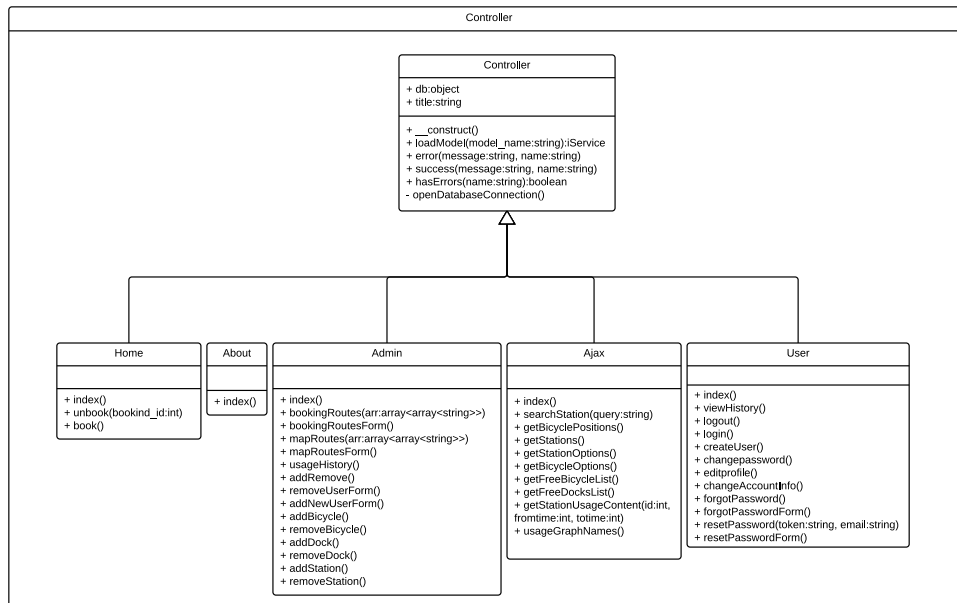 Controller
Controller
+ db:object
+ title:string
+ __construct()
+ loadModel(model_name:string):iService
+ error(message:string, name:string)
+ success(message:string, name:string)
+ hasErrors(name:string):boolean
- openDatabaseConnection()
Home
+ index()
+ unbook(bookind_id:int)
+ book()
About
+ index()
Admin
+ index()
+ bookingRoutes(arr:array<array<string>>)
+ bookingRoutesForm()
+ mapRoutes(arr:array<array<string>>)
+ mapRoutesForm()
+ usageHistory()
+ addRemove()
+ removeUserForm()
+ addNewUserForm()
+ addBicycle()
+ removeBicycle()
+ addDock()
+ removeDock()
+ addStation()
+ removeStation()
Ajax
+ index()
+ searchStation(query:string)
+ getBicyclePositions()
+ getStations()
+ getStationOptions()
+ getBicycleOptions()
+ getFreeBicycleList()
+ getFreeDocksList()
+ getStationUsageContent(id:int,
fromtime:int, totime:int)
+ usageGraphNames()
User
+ index()
+ viewHistory()
+ logout()
+ login()
+ createUser()
+ changepassword()
+ editprofile()
+ changeAccountInfo()
+ forgotPassword()
+ forgotPasswordForm()
+ resetPassword(token:string, email:string)
+ resetPasswordForm()